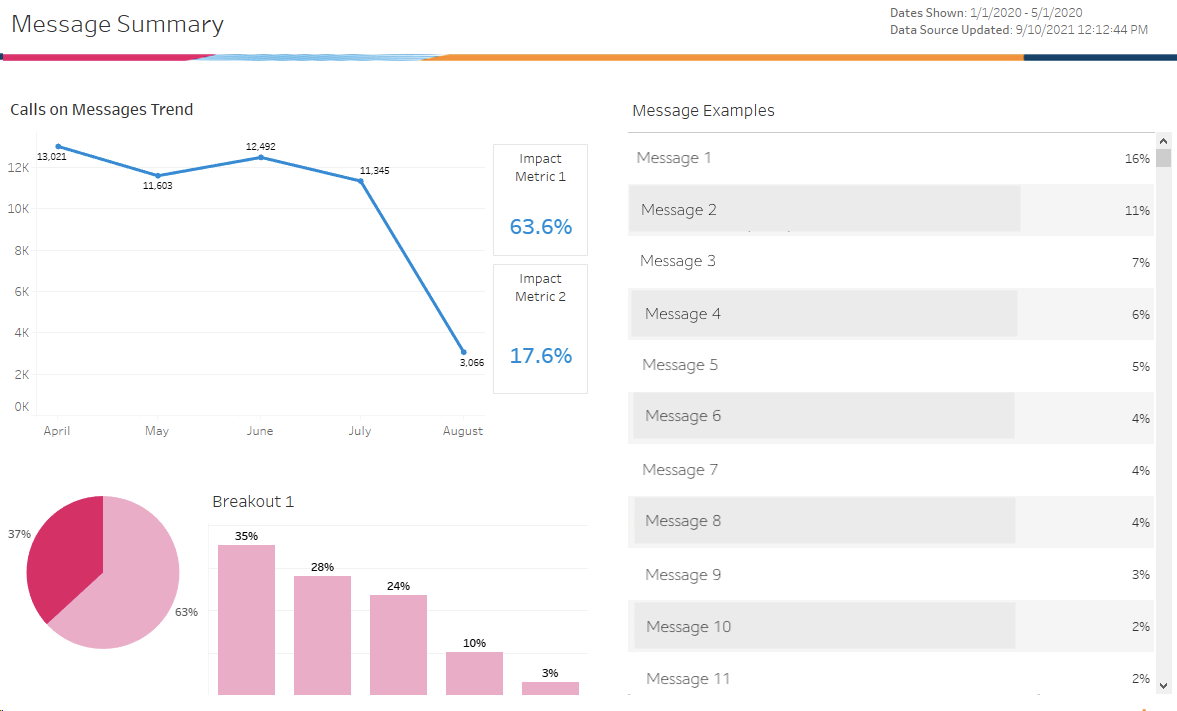 Message Summary
Dates Shown: 1/1/2020 - 5/1/2020
Data Source Updated: 9/10/2021 12:12:44 PM
Calls on Messages Trend
12K
10K
8K
6K
4K
2K
0K
13,021
11,603
12,492
11,345
3,066
April
May
June
July
August
Impact
Metric 1
63.6%
Impact
Metric 2
17.6%
37%
63%
Breakout 1
35%
28%
24%
10%
3%
Message Examples
Message 1 16%
Message 2 11%
Message 3 7%
Message 4 6%
Message 5 5%
Message 6 4%
Message 7 4%
Message 8 4%
Message 9 3%
Message 10 2%
Message 11 2%